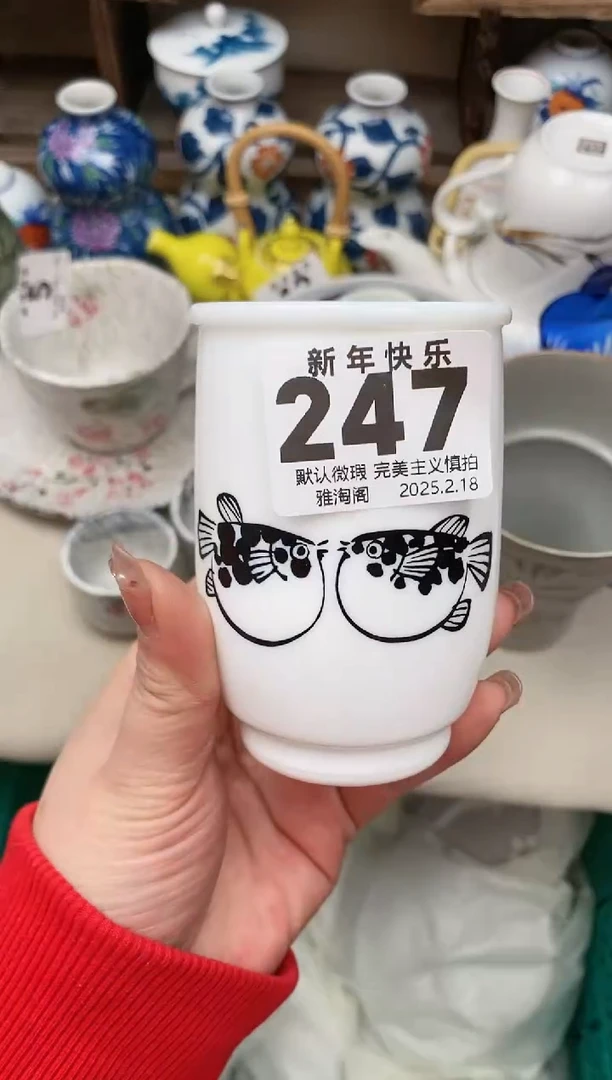 新年快乐
247
默认微瑕 完美主义慎拍
雅淘阁 2025.2.18